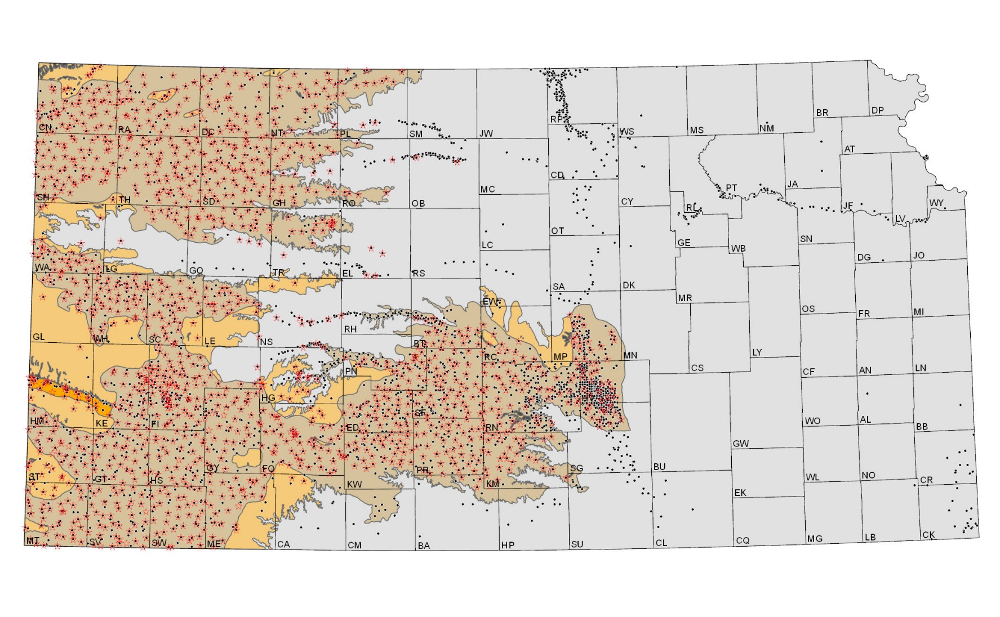 BR DP
CN RA DC NT PL SM JW RP WS MS NM
AT
SH TH SD GH RO OB MC CD CY RL PT JA JF LV WY
OT LC GE WB SN DG JO
WA LG GO TR EL RS
SA DK EW MR OS FR MI
GL WH SC LE NS RH BT
RC MP MN LY
PN CS CF AN LN
HG HV
HM KE FI ED SF RN WO AL BB
GW
ST GT HS GY FO KW PR KM SG BU WL NO CR
EK
MT SV SW ME CA CM BA HP SU CL CQ MG LB CK